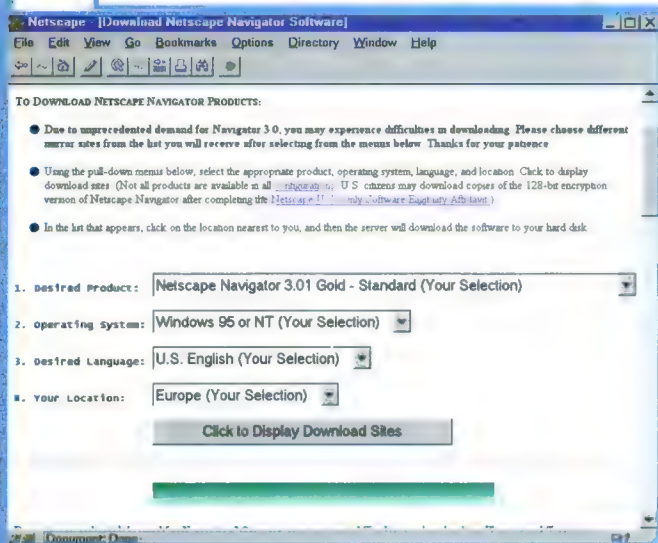 Netscape - [Download Netscape Navigator Software]
File Edit View Go Bookmarks Options Directory Window Help
TO DOWNLOAD NETSCAPE NAVIGATOR PRODUCTS:
Due to unprecedented demand for Navigator 3.0, you may experience difficulties in downloading. Please choose different
mirror sites from the list you will receive after selecting from the menus below. Thanks for your patience
Using the pull-down menus below, select the appropriate product, operating system, language, and location. Click to display
download sites. (Not all products are available in all U.S. citizens may download copies of the 128-bit encryption
version of Netscape Navigator after completing the Netscape Software Eligibility Affidavit.)
In the list that appears, click on the location nearest to you, and then the server will download the software to your hard disk.
1. Desired Product: Netscape Navigator 3.01 Gold - Standard (Your Selection)
2. Operating System: Windows 95 or NT (Your Selection)
3. Desired Language: U.S. English (Your Selection)
4. Your Location: Europe (Your Selection)
Click to Display Download Sites
Document: Done